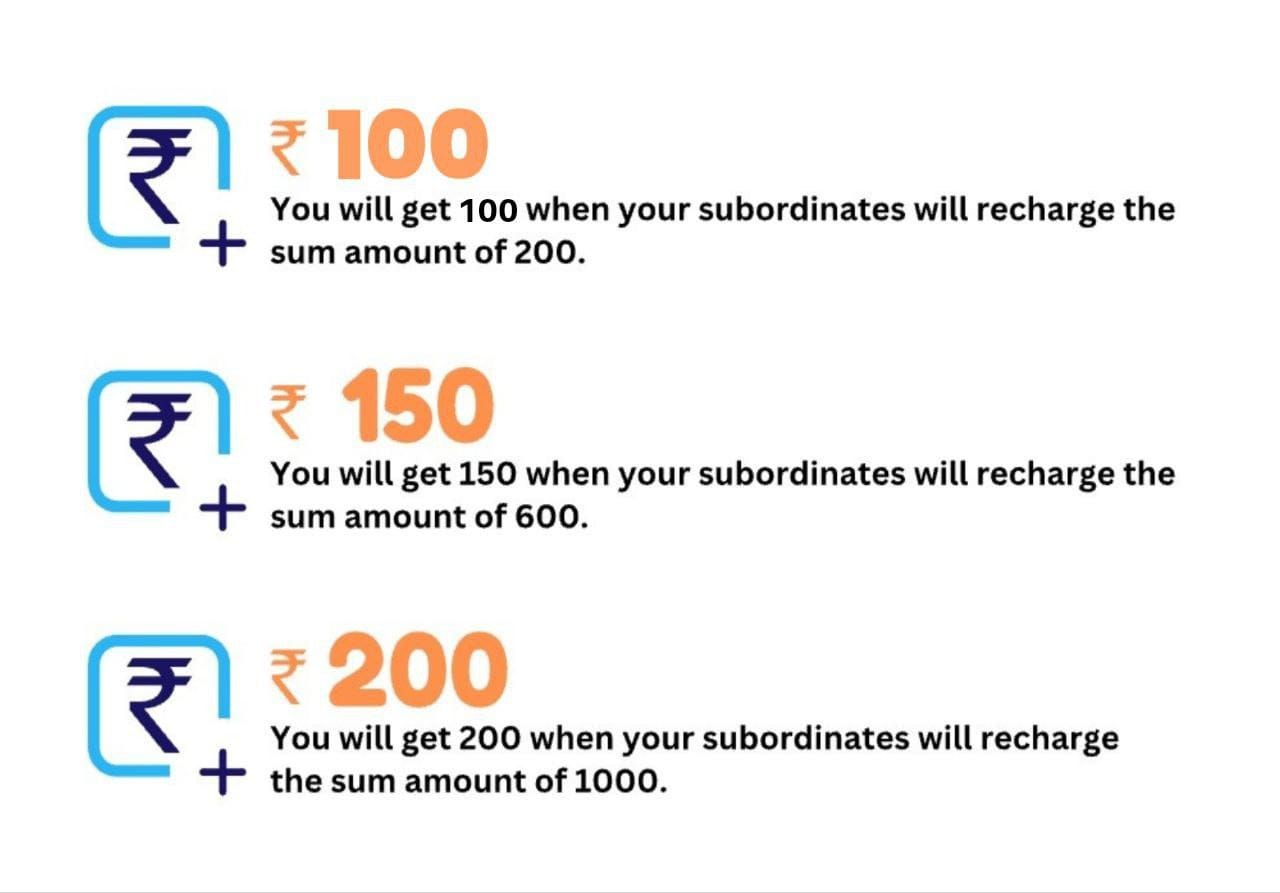 ₹ 100
You will get 100 when your subordinates will recharge the
sum amount of 200.
₹ 150
You will get 150 when your subordinates will recharge the
sum amount of 600.
₹ 200
You will get 200 when your subordinates will recharge
the sum amount of 1000.